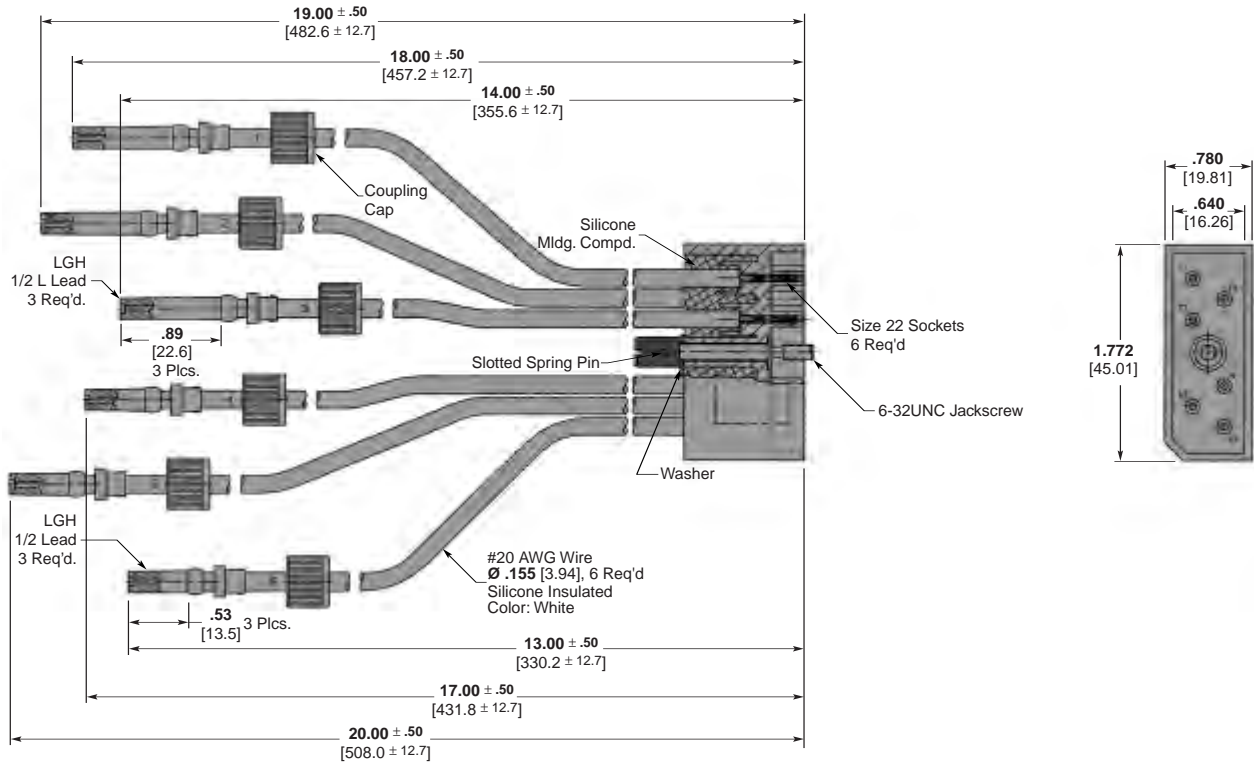 19.00 ± .50
[482.6 ± 12.7]
18.00 ± .50
[457.2 ± 12.7]
14.00 ± .50
[355.6 ± 12.7]
Coupling
Cap
Silicone
Mldg. Compd.
LGH
1/2 L Lead
3 Req'd.
.89
[22.6]
3 Plcs.
Slotted Spring Pin
Size 22 Sockets
6 Req'd
6-32UNC Jackscrew
Washer
LGH
1/2 Lead
3 Req'd.
#20 AWG Wire
Ø .155 [3.94], 6 Req'd
Silicone Insulated
Color: White
.53
[13.5]
3 Plcs.
13.00 ± .50
[330.2 ± 12.7]
17.00 ± .50
[431.8 ± 12.7]
20.00 ± .50
[508.0 ± 12.7]
.780
[19.81]
.640
[16.26]
1.772
[45.01]